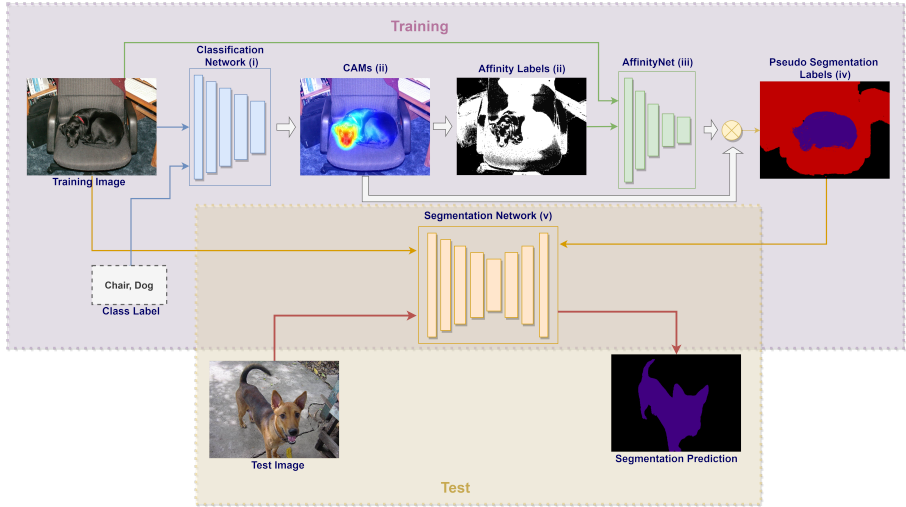 Training
Classification
Network (i)
CAMs (ii)
Affinity Labels (ii)
AffinityNet (iii)
Pseudo Segmentation
Labels (iv)
Training Image
Segmentation Network (v)
Chair, Dog
Class Label
Test Image
Segmentation Prediction
Test